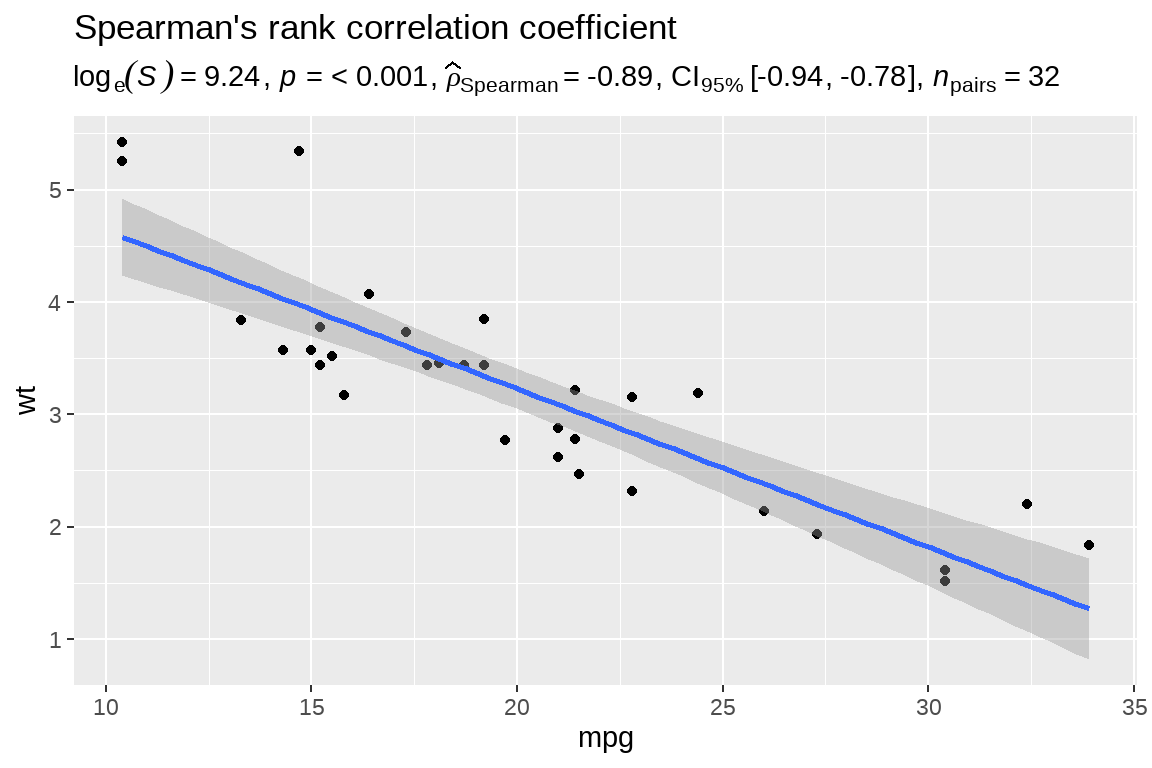 Spearman's rank correlation coefficient
logₑ(S) = 9.24, p = < 0.001, ρ̂Spearman = -0.89, CI95% [-0.94, -0.78], npairs = 32
5
4
3
2
1
wt
10 15 20 25 30 35
mpg